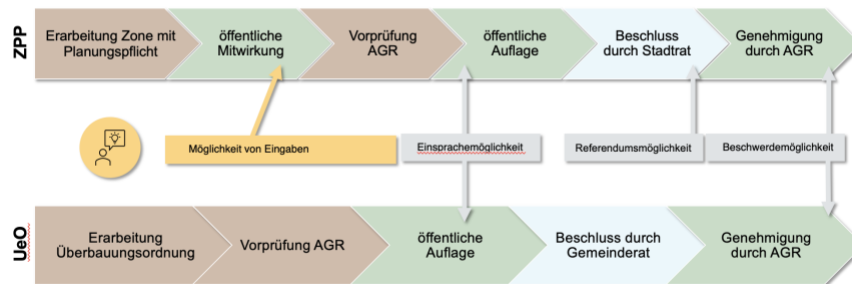 ZPP
Erarbeitung Zone mit
Planungspflicht
öffentliche
Mitwirkung
Vorprüfung
AGR
öffentliche
Auflage
Beschluss
durch Stadtrat
Genehmigung
durch AGR
Möglichkeit von Eingaben
Einsprachemöglichkeit
Referendumsmöglichkeit
Beschwerdemöglichkeit
UeO
Erarbeitung
Überbauungsordnung
Vorprüfung AGR
öffentliche
Auflage
Beschluss durch
Gemeinderat
Genehmigung
durch AGR